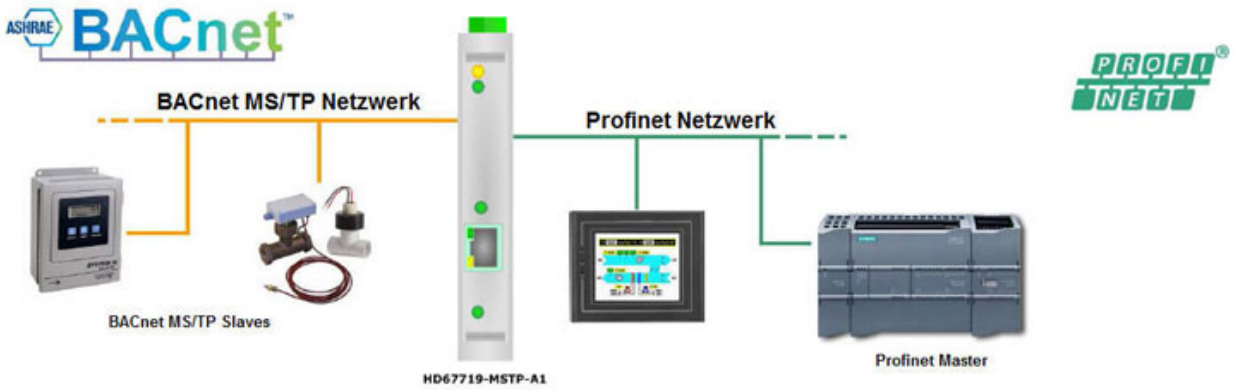 ASHRAE BACnet™
BACnet MS/TP Netzwerk
Profinet Netzwerk
PROFI®
NET
BACnet MS/TP Slaves
HD67719-MSTP-A1
SIEMENS
Profinet Master